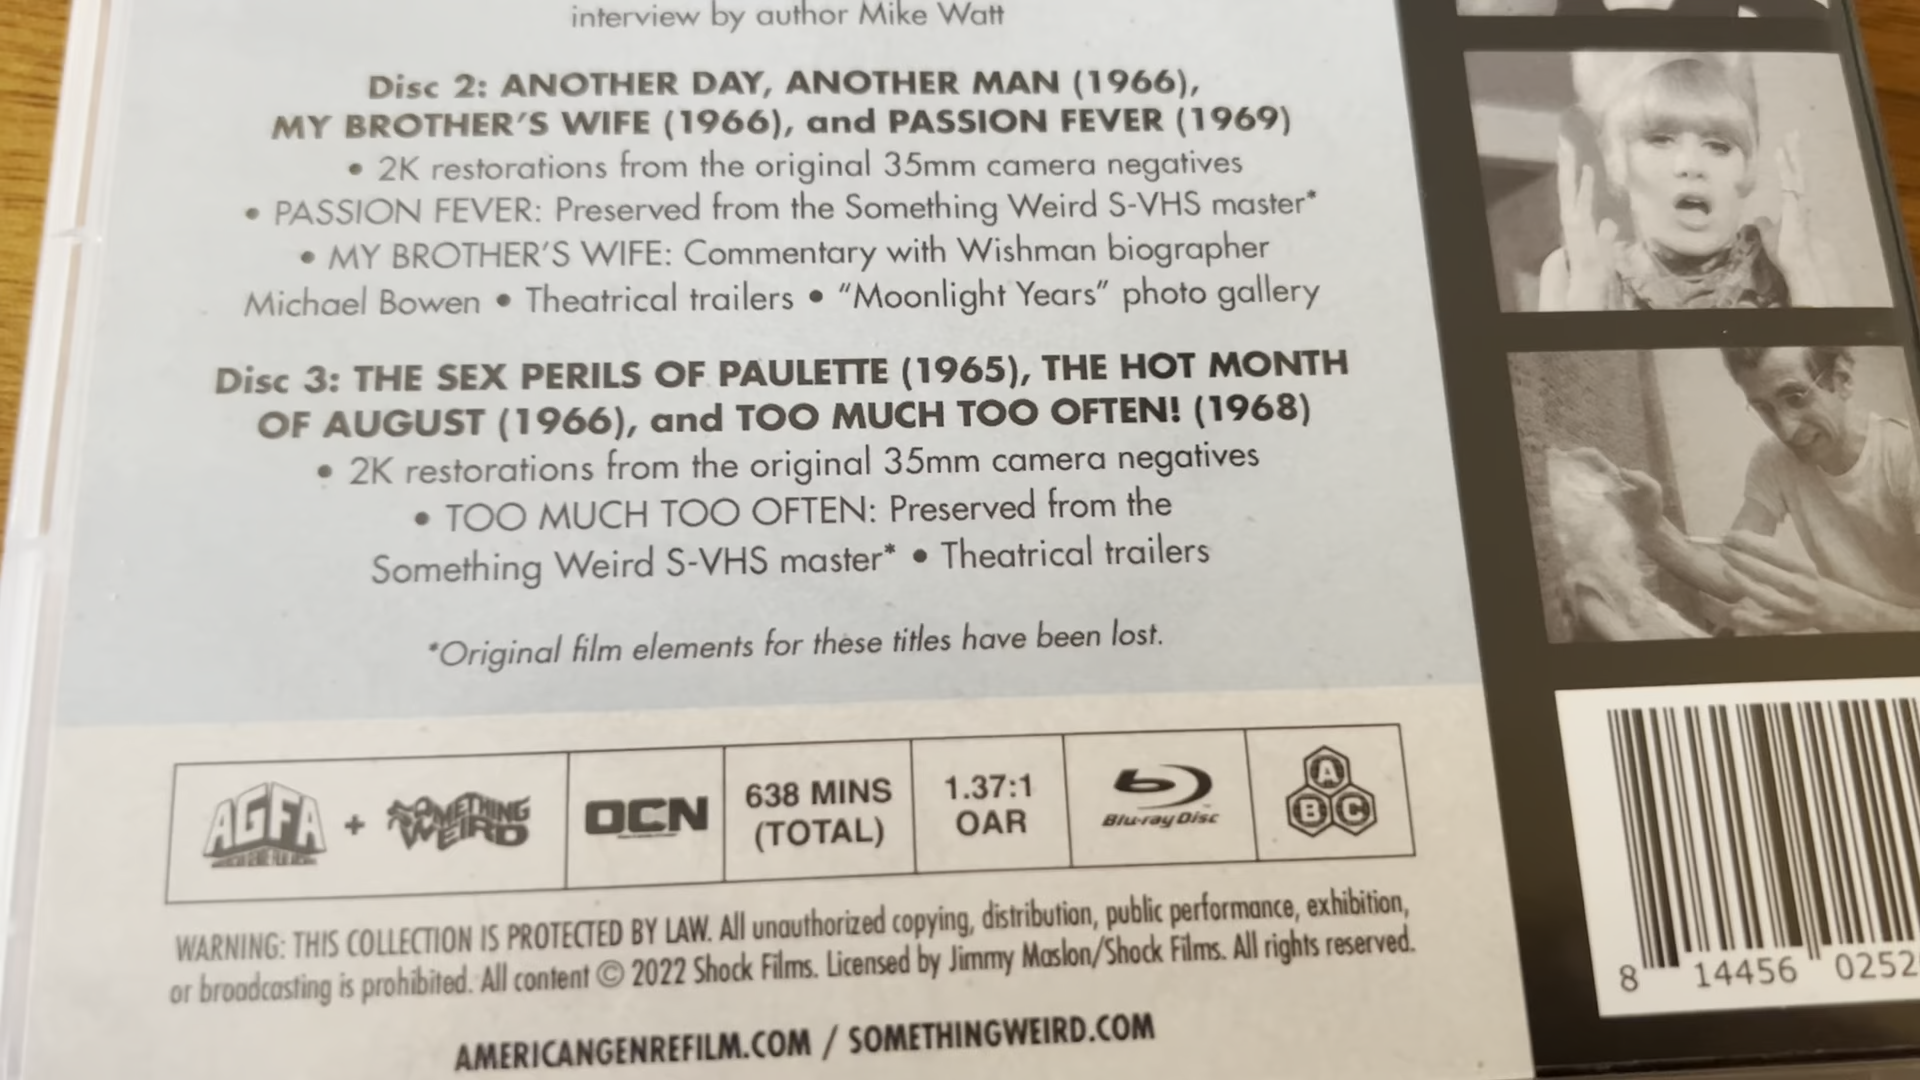 interview by author Mike Watt
Disc 2: ANOTHER DAY, ANOTHER MAN (1966),
MY BROTHER'S WIFE (1966), and PASSION FEVER (1969)
• 2K restorations from the original 35mm camera negatives
• PASSION FEVER: Preserved from the Something Weird S-VHS master*
• MY BROTHER'S WIFE: Commentary with Wishman biographer
Michael Bowen • Theatrical trailers • “Moonlight Years” photo gallery
Disc 3: THE SEX PERILS OF PAULETTE (1965), THE HOT MONTH
OF AUGUST (1966), and TOO MUCH TOO OFTEN! (1968)
• 2K restorations from the original 35mm camera negatives
• TOO MUCH TOO OFTEN: Preserved from the
Something Weird S-VHS master* • Theatrical trailers
*Original film elements for these titles have been lost.
AGFA + SOMETHING WEIRD
OCN
638 MINS
(TOTAL)
1.37:1
OAR
Blu-ray Disc
A
B C
WARNING: THIS COLLECTION IS PROTECTED BY LAW. All unauthorized copying, distribution, public performance, exhibition,
or broadcasting is prohibited. All content © 2022 Shock Films. Licensed by Jimmy Maslon/Shock Films. All rights reserved.
AMERICANGENREFILM.COM / SOMETHINGWEIRD.COM
8 14456 0252